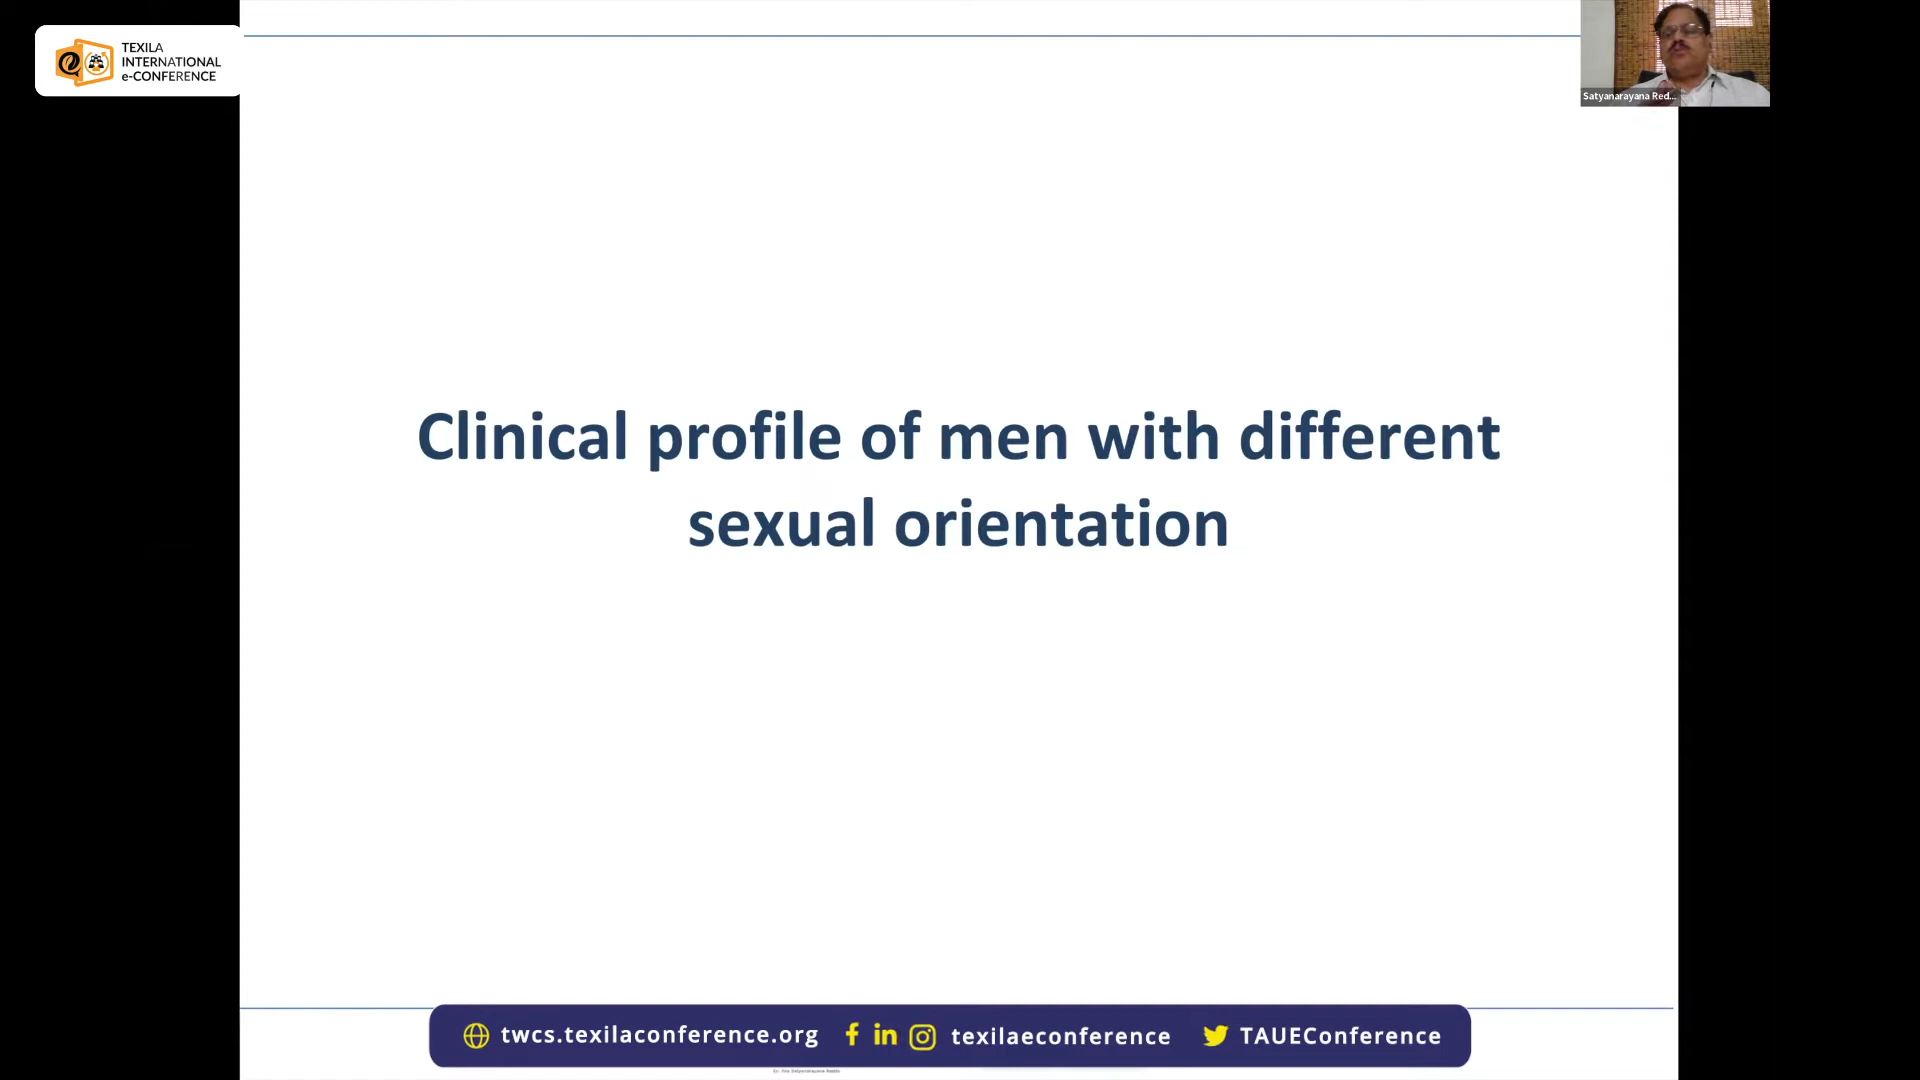 TEXILA
INTERNATIONAL
e-CONFERENCE
Satyanarayana Red...
Clinical profile of men with different
sexual orientation
twcs.texilaconference.org
texilaeconference
TAUEConference